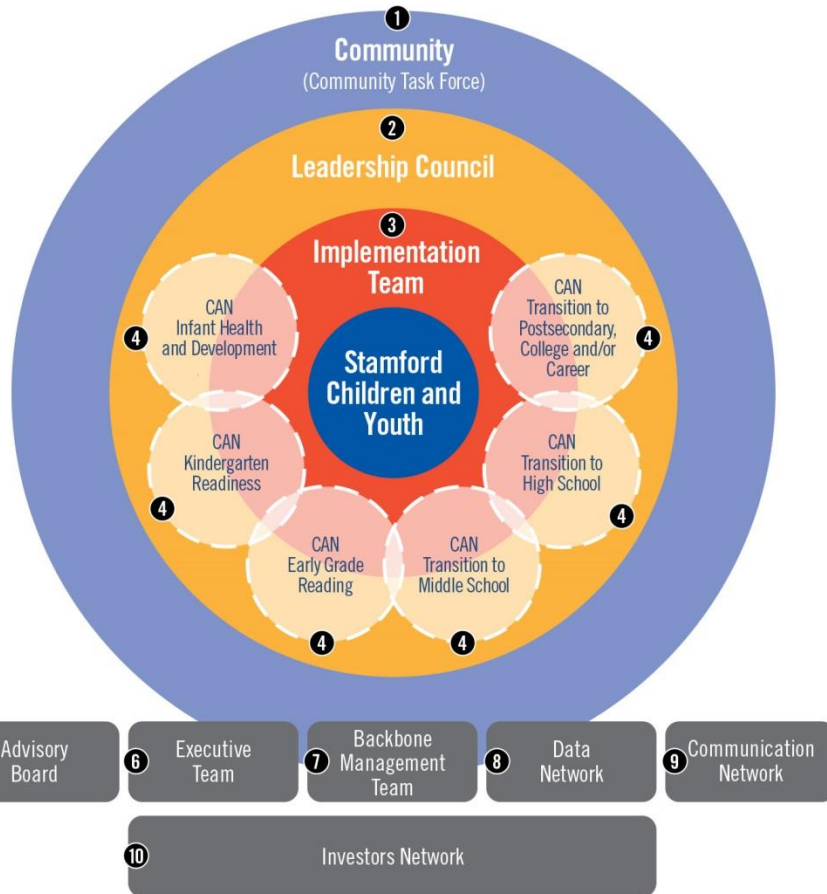 1
Community
(Community Task Force)
2
Leadership Council
3
Implementation
Team
Stamford
Children and
Youth
CAN
Infant Health
and Development
4
CAN
Kindergarten
Readiness
4
CAN
Early Grade
Reading
4
CAN
Transition to
Middle School
4
CAN
Transition to
High School
4
CAN
Transition to
Postsecondary,
College and/or
Career
4
Advisory
Board
6
Executive
Team
7
Backbone
Management
Team
8
Data
Network
9
Communication
Network
10
Investors Network